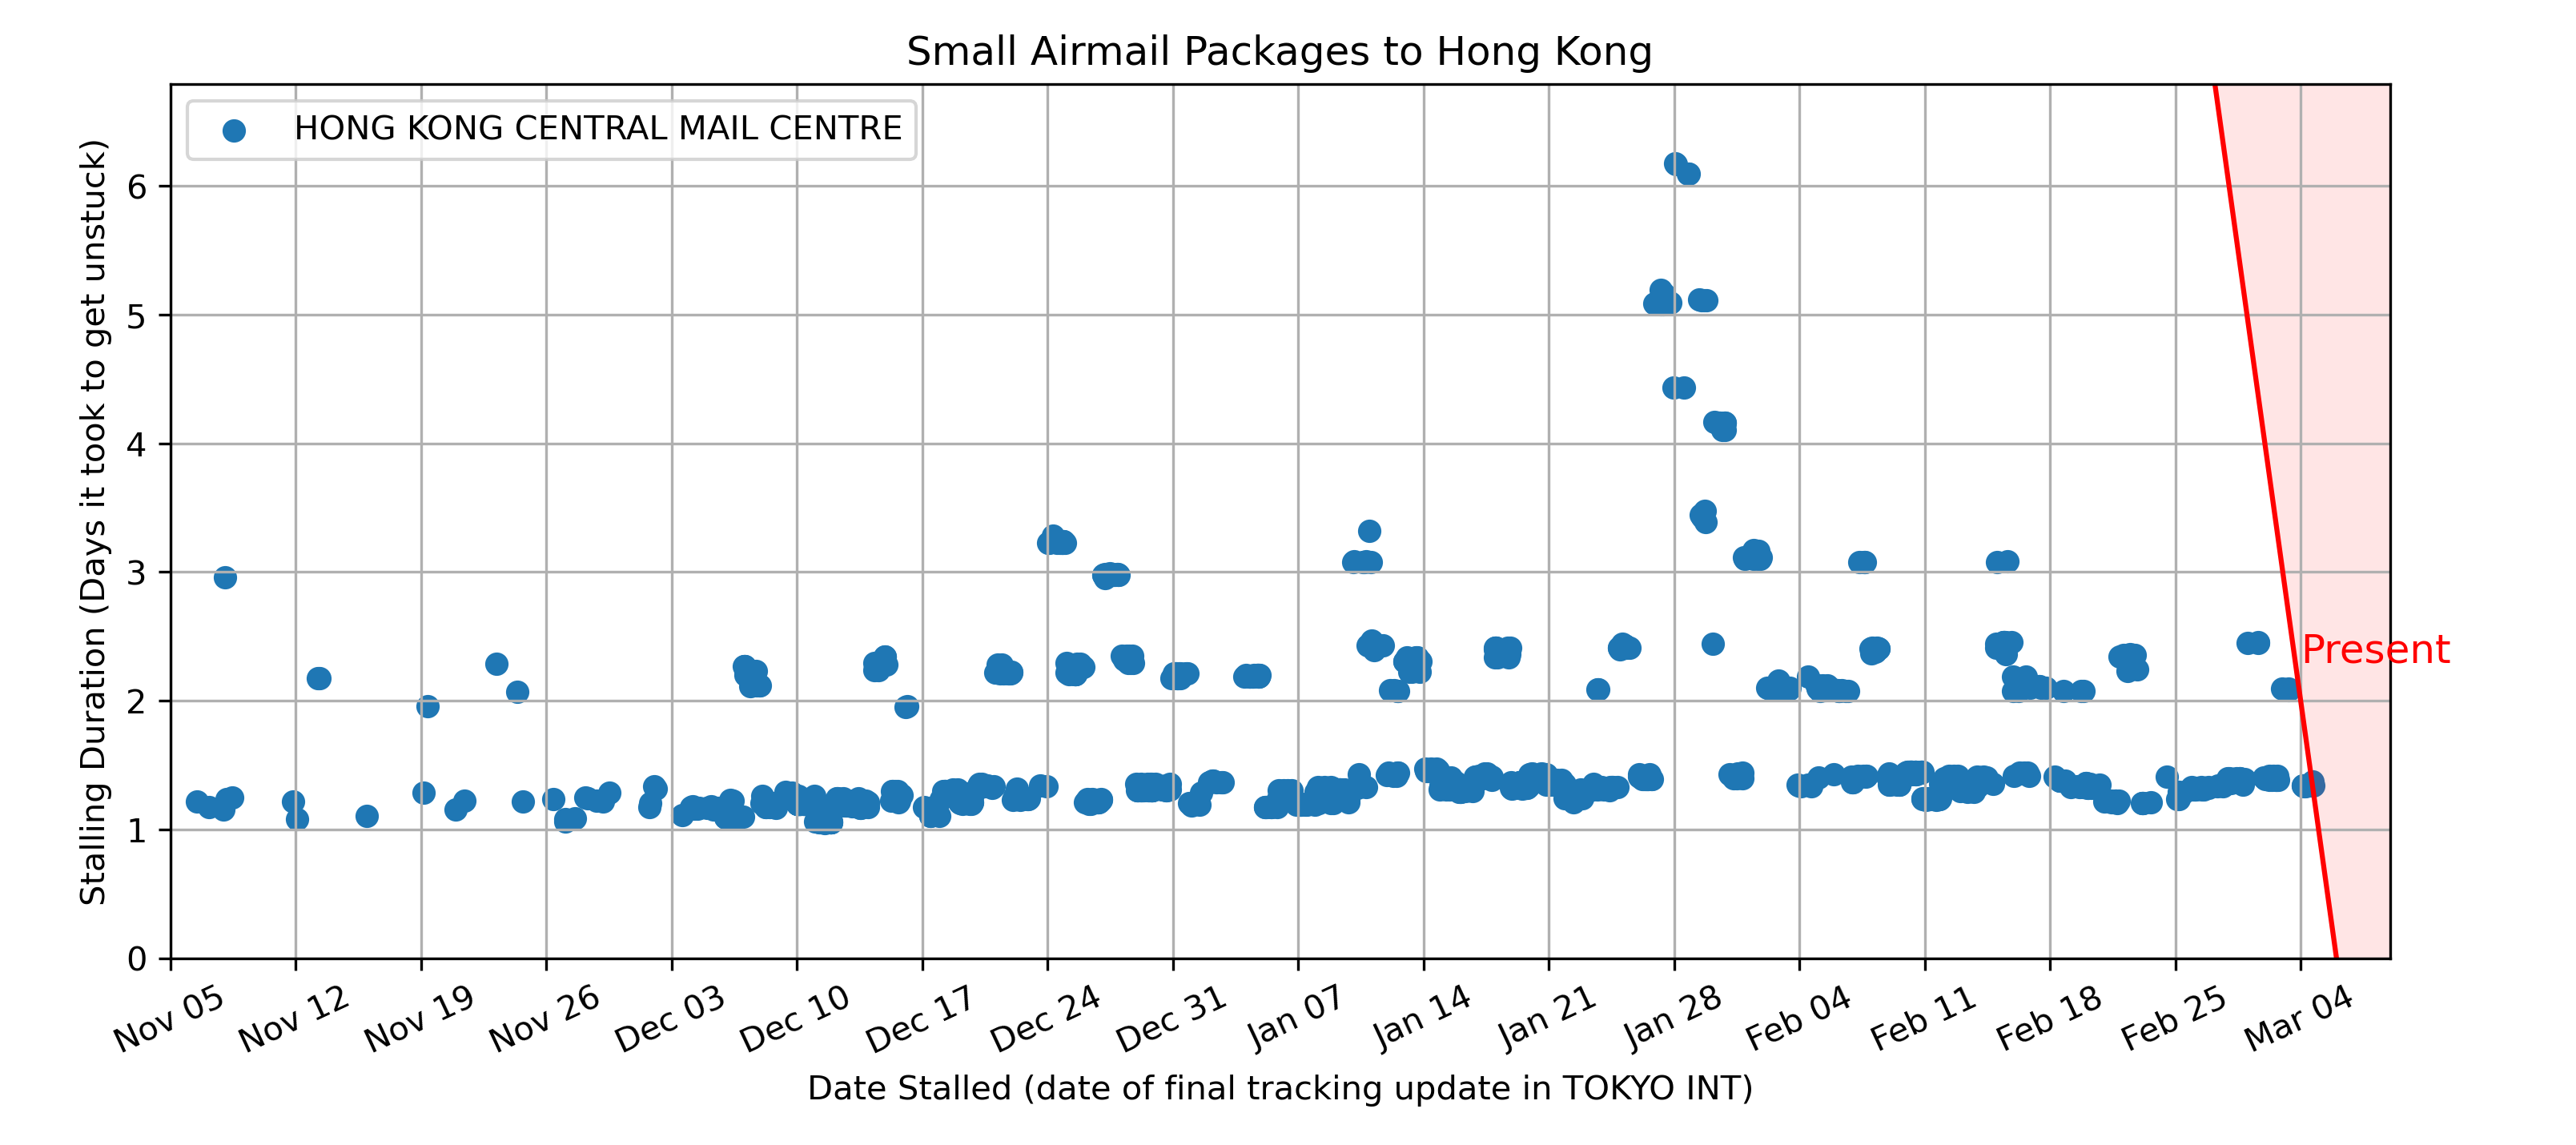 Small Airmail Packages to Hong Kong
HONG KONG CENTRAL MAIL CENTRE
Stalling Duration (Days it took to get unstuck)
6
5
4
3
2
1
0
Present
Nov 05
Nov 12
Nov 19
Nov 26
Dec 03
Dec 10
Dec 17
Dec 24
Dec 31
Jan 07
Jan 14
Jan 21
Jan 28
Feb 04
Feb 11
Feb 18
Feb 25
Mar 04
Date Stalled (date of final tracking update in TOKYO INT)